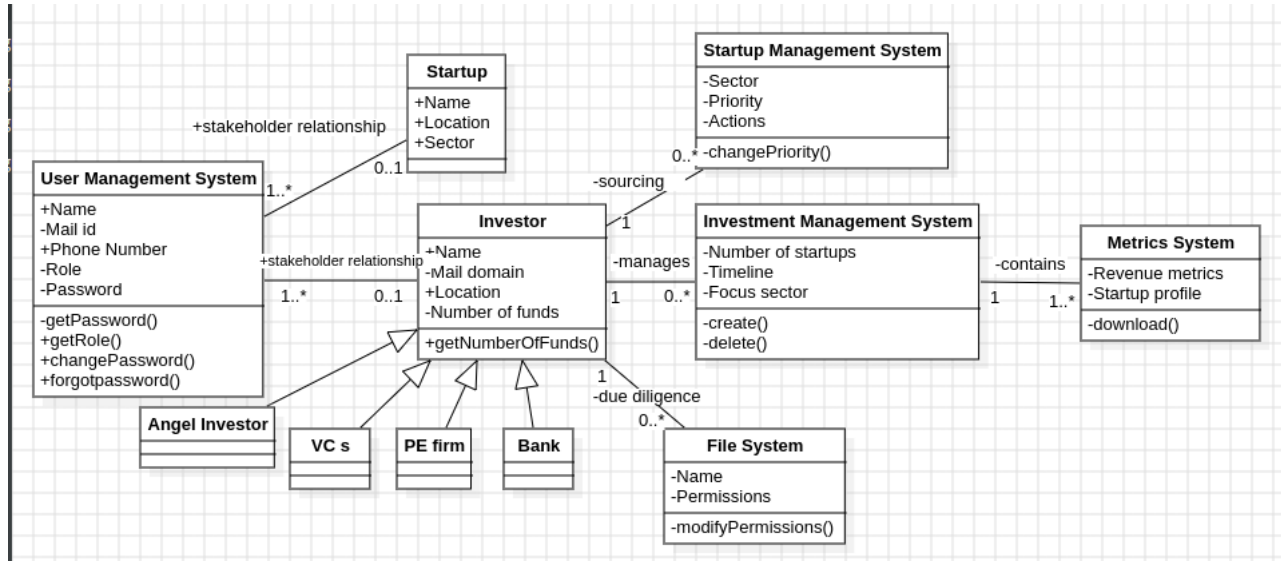 Startup
+Name
+Location
+Sector
Startup Management System
-Sector
-Priority
-Actions
-changePriority()
+stakeholder relationship
1..*
0..1
User Management System
+Name
-Mail id
+Phone Number
-Role
-Password
-getPassword()
+getRole()
+changePassword()
+forgotpassword()
+stakeholder relationship
1..*
0..1
Investor
+Name
-Mail domain
+Location
-Number of funds
+getNumberOfFunds()
-sourcing
0..*
1
-manages
1
0..*
Investment Management System
-Number of startups
-Timeline
-Focus sector
-create()
-delete()
-contains
1
1..*
Metrics System
-Revenue metrics
-Startup profile
-download()
1
-due diligence
0..*
Angel Investor
VC s
PE firm
Bank
File System
-Name
-Permissions
-modifyPermissions()